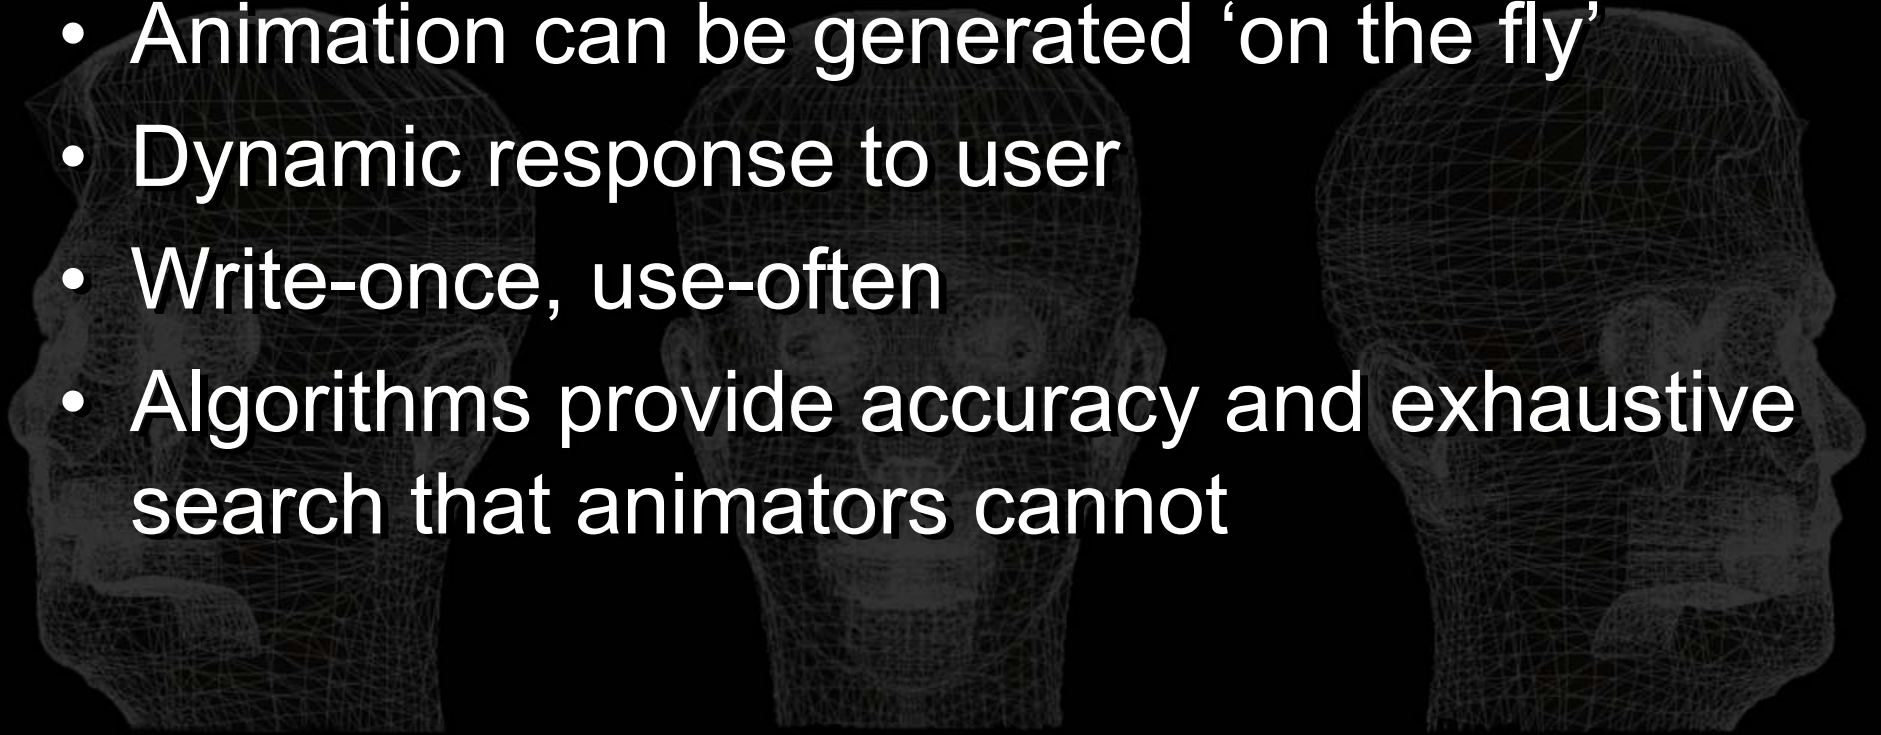 • Animation can be generated ‘on the fly’
• Dynamic response to user
• Write-once, use-often
• Algorithms provide accuracy and exhaustive
search that animators cannot